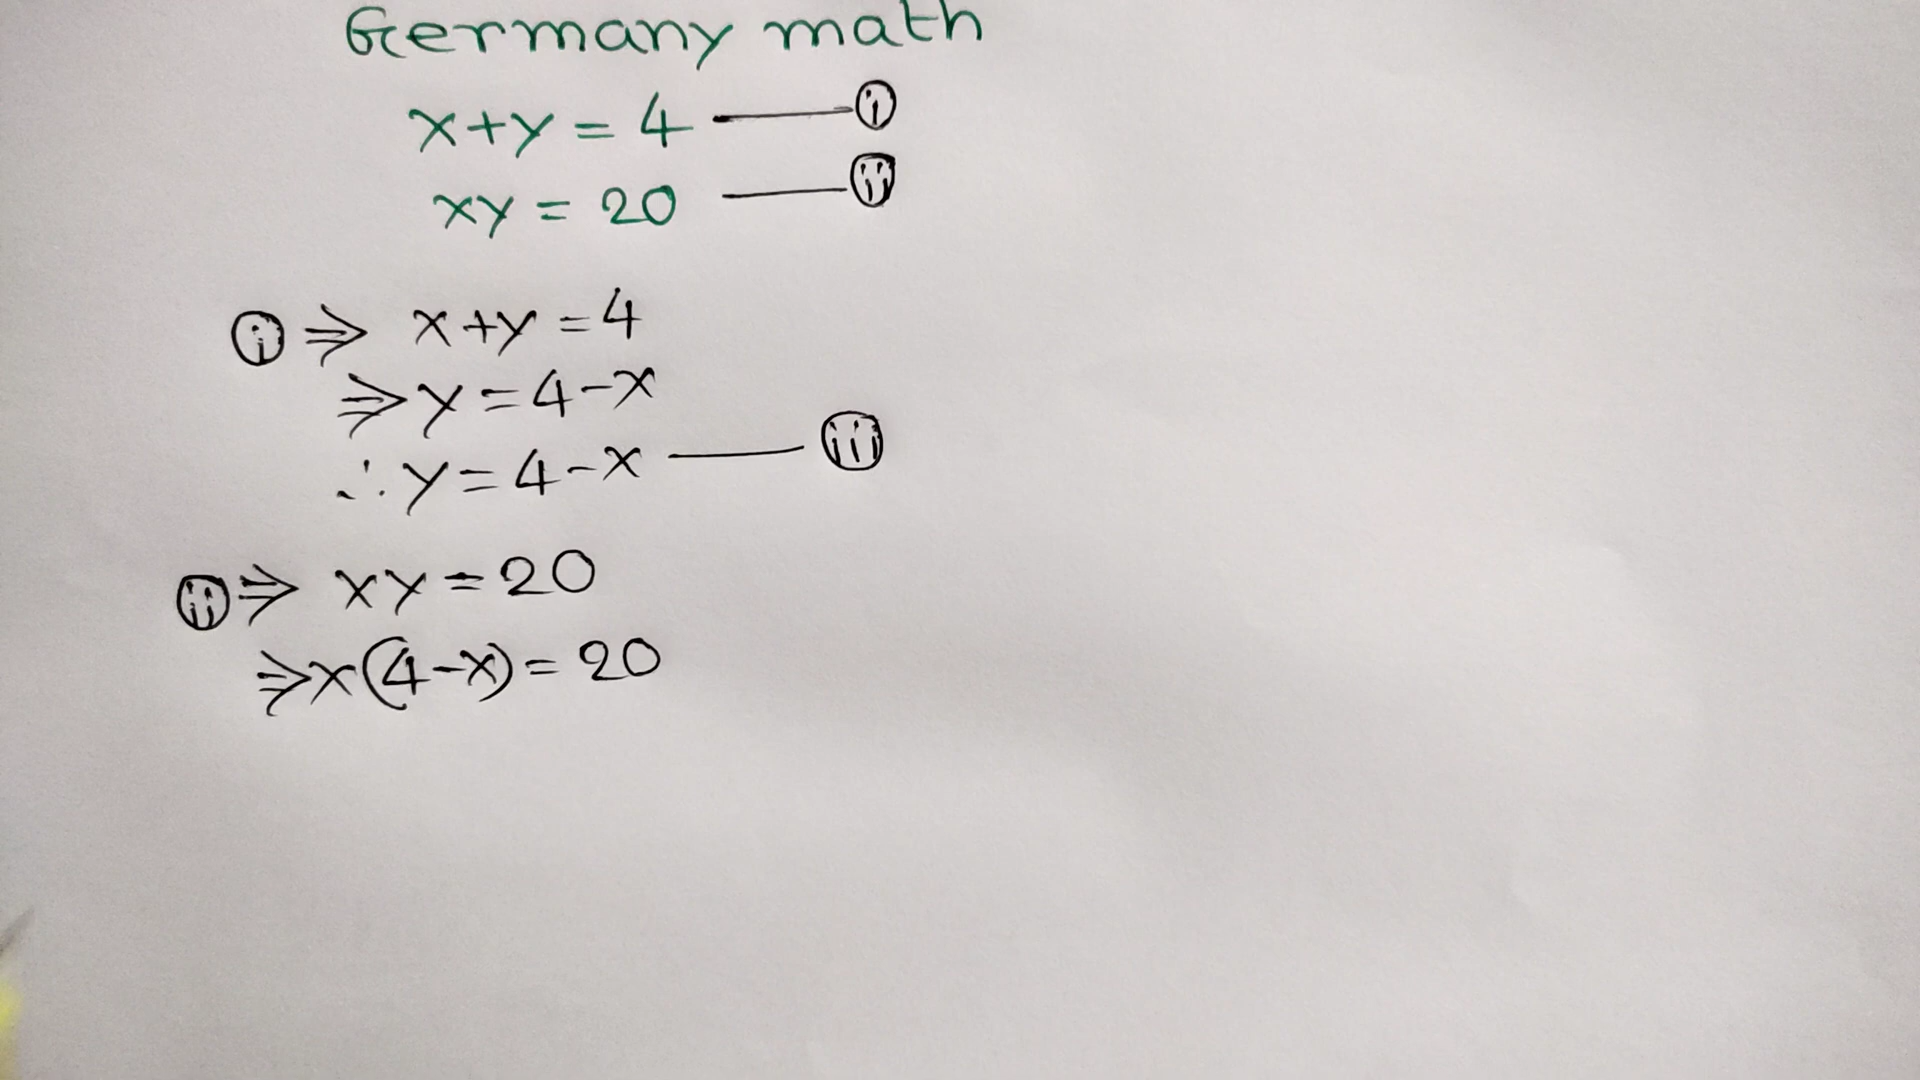 Germany math
x+y=4 —— (i)
xy=20 —— (ii)
(i) ⇒ x+y=4
⇒ y=4-x
∴ y=4-x —— (iii)
(ii) ⇒ xy=20
⇒ x(4-x)=20